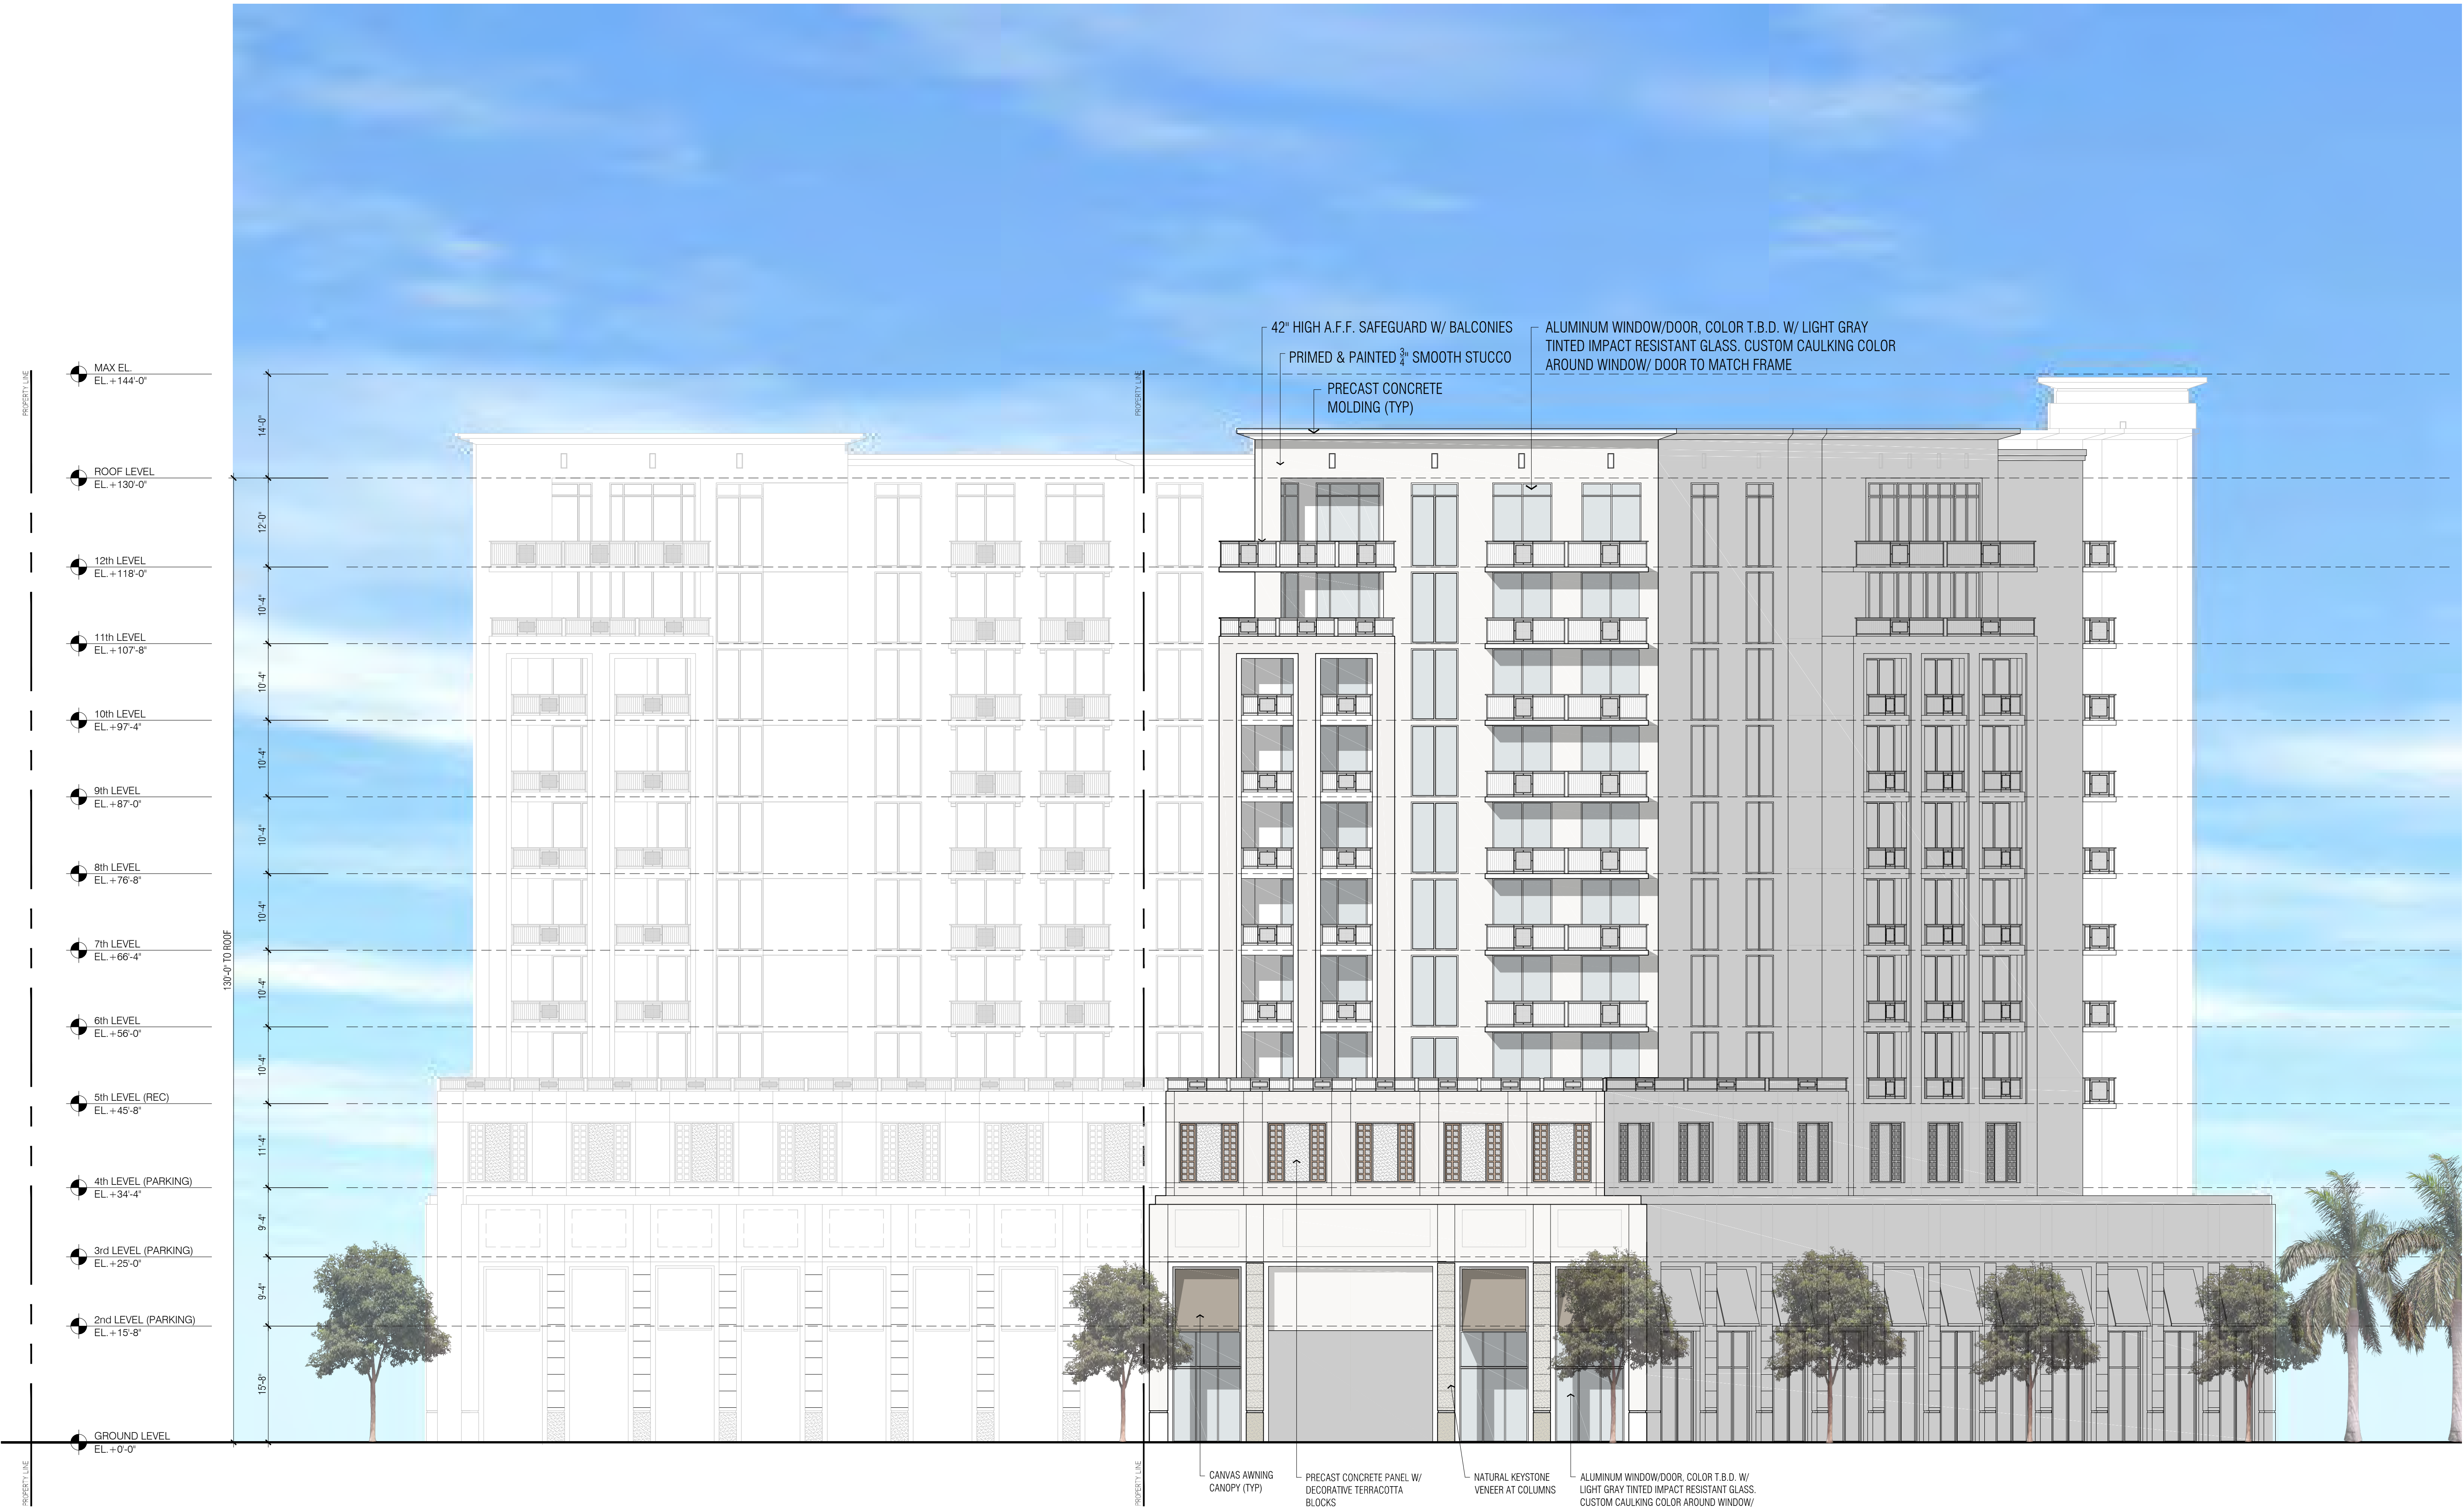 42" HIGH A.F.F. SAFEGUARD W/ BALCONIES
PRIMED & PAINTED 3/4" SMOOTH STUCCO
PRECAST CONCRETE
MOLDING (TYP)
ALUMINUM WINDOW/DOOR, COLOR T.B.D. W/ LIGHT GRAY
TINTED IMPACT RESISTANT GLASS. CUSTOM CAULKING COLOR
AROUND WINDOW/ DOOR TO MATCH FRAME
PROPERTY LINE
PROPERTY LINE
MAX EL.
EL.+144'-0"
14'-0"
ROOF LEVEL
EL.+130'-0"
12'-0"
12th LEVEL
EL.+118'-0"
10'-4"
11th LEVEL
EL.+107'-8"
10'-4"
10th LEVEL
EL.+97'-4"
10'-4"
9th LEVEL
EL.+87'-0"
10'-4"
8th LEVEL
EL.+76'-8"
10'-4"
7th LEVEL
EL.+66'-4"
130'-0" TO ROOF
10'-4"
6th LEVEL
EL.+56'-0"
10'-4"
5th LEVEL (REC)
EL.+45'-8"
11'-4"
4th LEVEL (PARKING)
EL.+34'-4"
9'-4"
3rd LEVEL (PARKING)
EL.+25'-0"
9'-4"
2nd LEVEL (PARKING)
EL.+15'-8"
15'-8"
GROUND LEVEL
EL.+0'-0"
PROPERTY LINE
PROPERTY LINE
CANVAS AWNING
CANOPY (TYP)
PRECAST CONCRETE PANEL W/
DECORATIVE TERRACOTTA
BLOCKS
NATURAL KEYSTONE
VENEER AT COLUMNS
ALUMINUM WINDOW/DOOR, COLOR T.B.D. W/
LIGHT GRAY TINTED IMPACT RESISTANT GLASS.
CUSTOM CAULKING COLOR AROUND WINDOW/